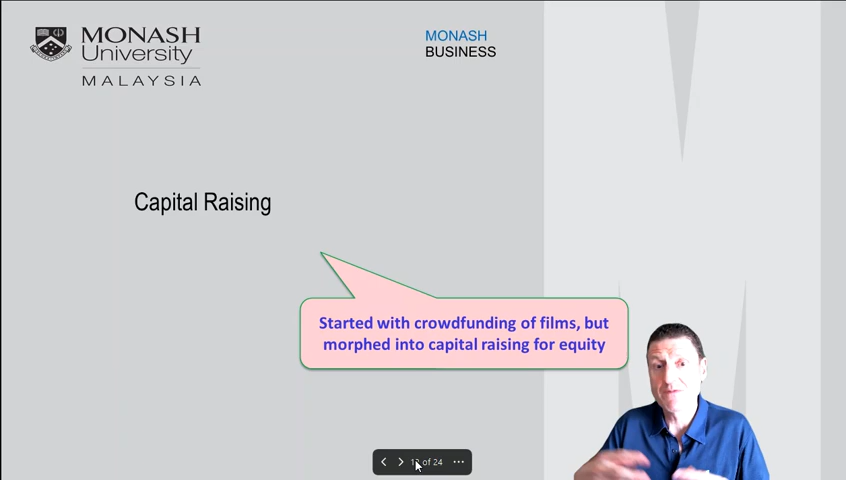 MONASH
University
MALAYSIA
MONASH
BUSINESS
Capital Raising
Started with crowdfunding of films, but
morphed into capital raising for equity
of 24